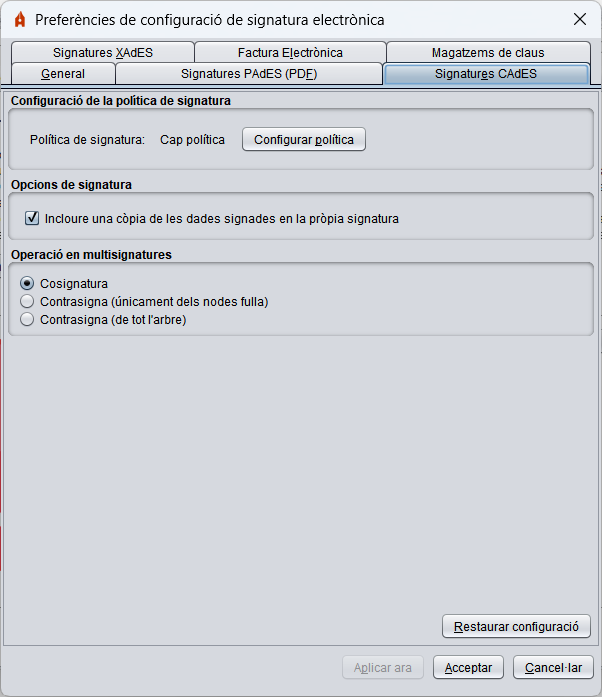 Preferències de configuració de signatura electrònica
Signatures XAdES
Factura Electrònica
Magatzems de claus
General
Signatures PAdES (PDF)
Signatures CAdES
Configuració de la política de signatura
Política de signatura: Cap política Configurar política
Opcions de signatura
Incloure una còpia de les dades signades en la pròpia signatura
Operació en multisignatures
Cosignatura
Contrasigna (únicament dels nodes fulla)
Contrasigna (de tot l'arbre)
Restaurar configuració
Aplicar ara
Acceptar
Cancel·lar